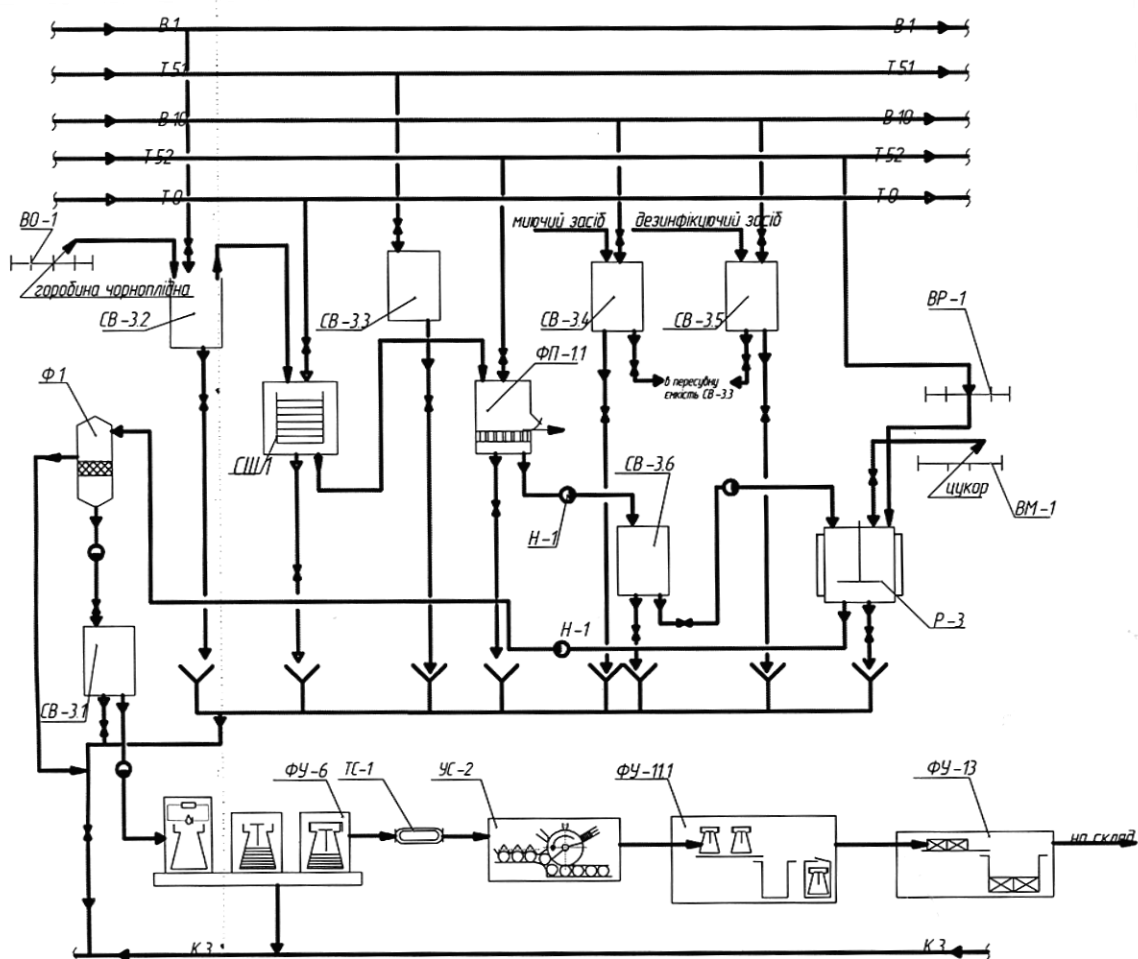 В1 В1
Т51 Т51
В10 В10
Т52 Т52
Т0 Т0
ВО-1
миючий засіб
дезинфікуючий засіб
горобина чорноплідна
СВ-3.2
СВ-3.3
СВ-3.4
СВ-3.5
ВР-1
ФП-1.1
в пересувну
ємкість СВ-3.3
Ф1
СШ1
СВ-3.6
цукор
ВМ-1
Н-1
Н-1
Р-3
СВ-3.1
ФУ-6
ТС-1
УС-2
ФУ-11.1
ФУ-13
на склад
К3 К3